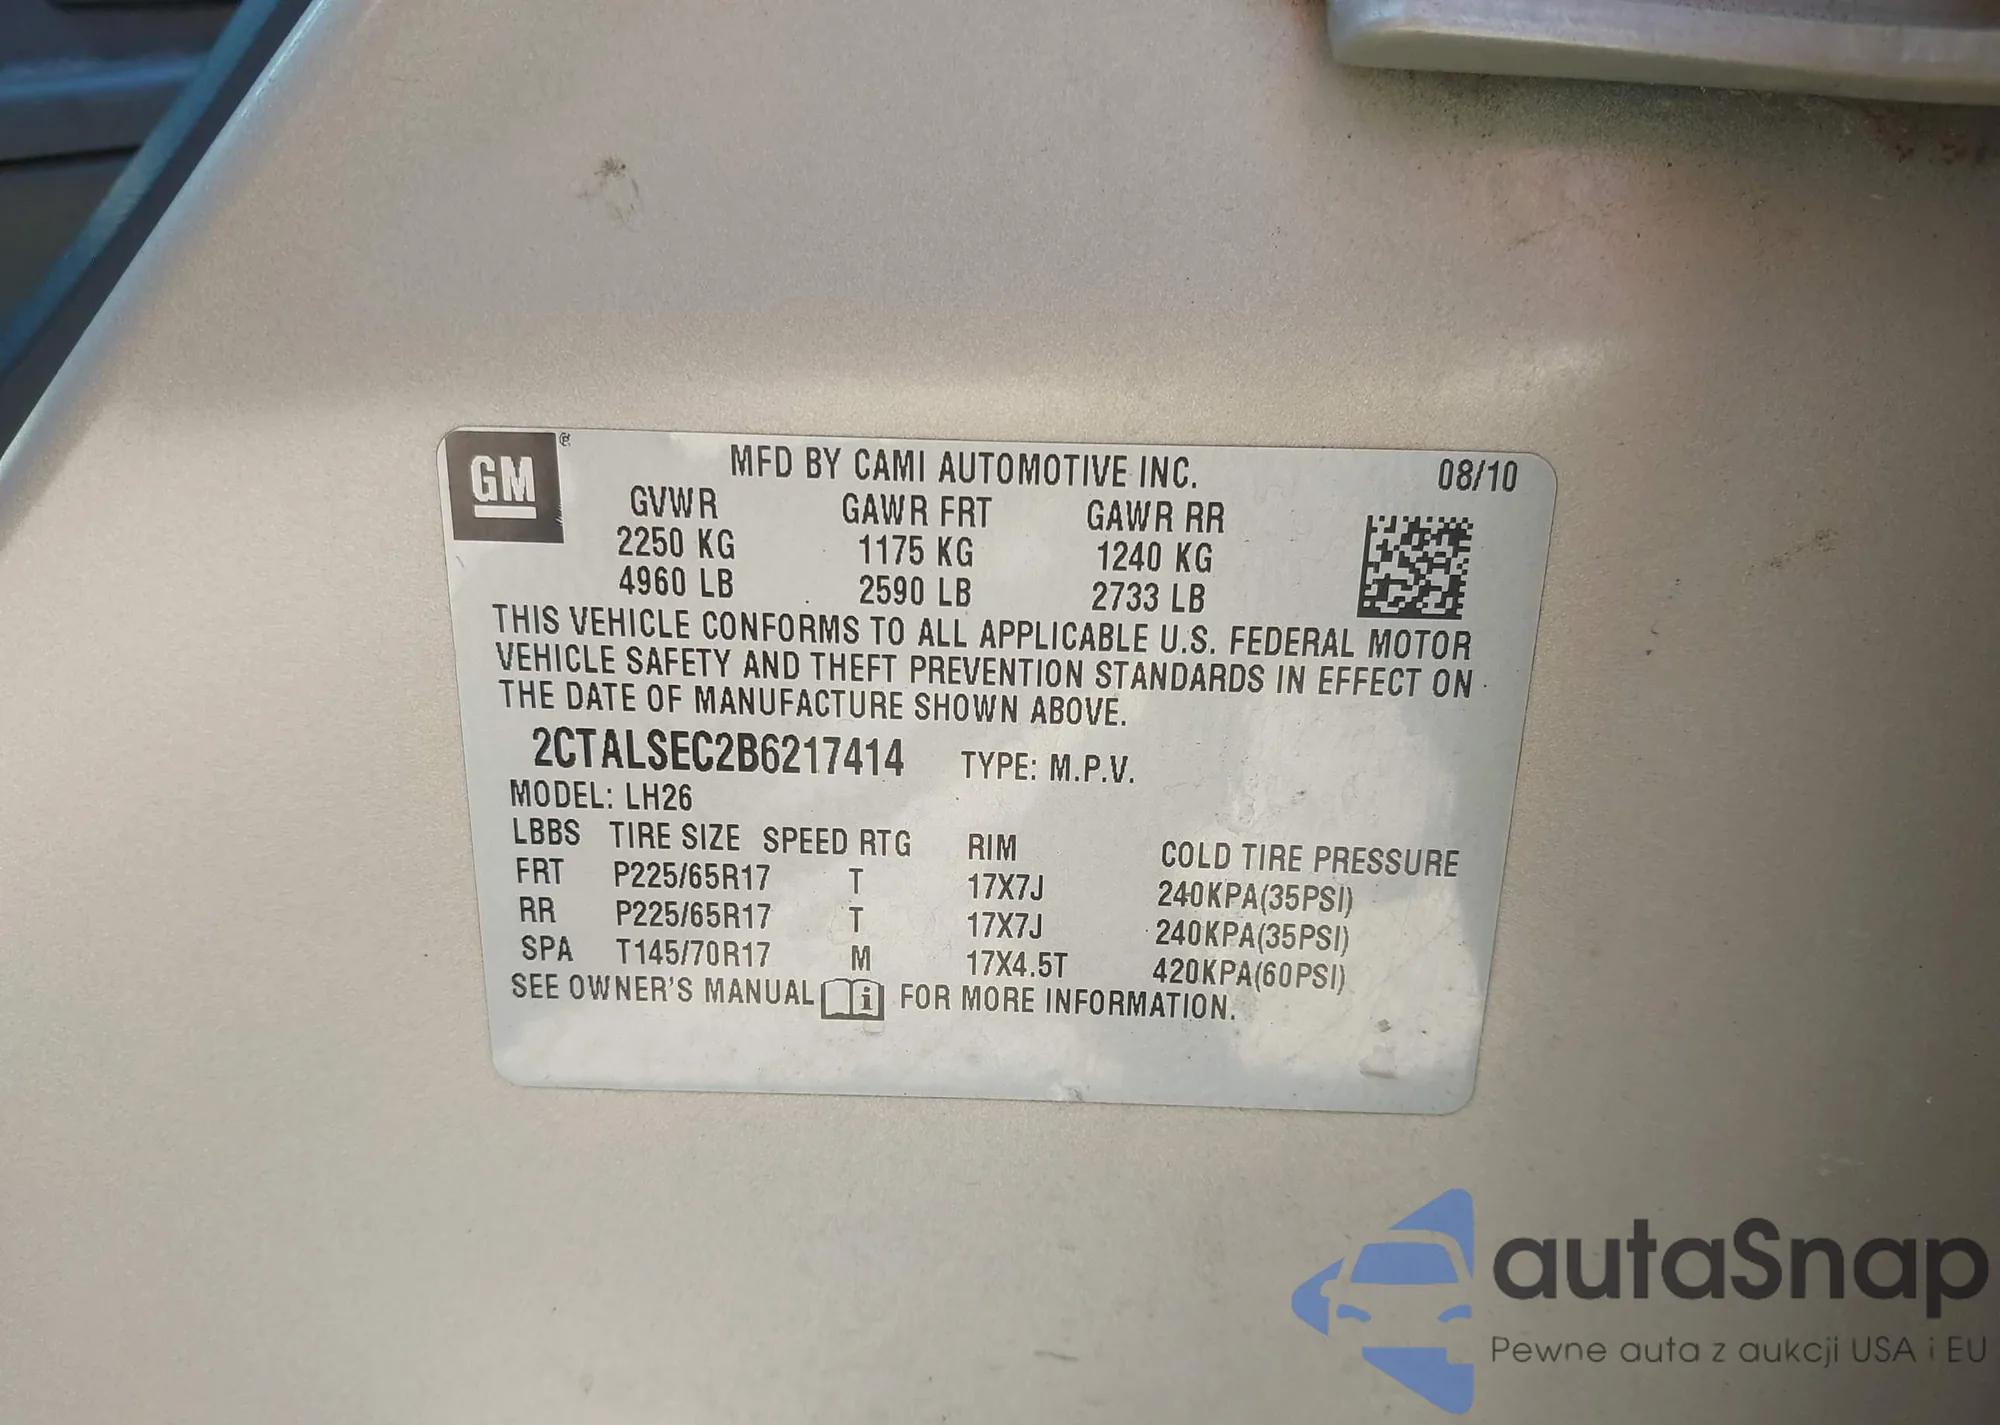 GM ®
MFD BY CAMI AUTOMOTIVE INC. 08/10
GVWR GAWR FRT GAWR RR
2250 KG 1175 KG 1240 KG
4960 LB 2590 LB 2733 LB
THIS VEHICLE CONFORMS TO ALL APPLICABLE U.S. FEDERAL MOTOR
VEHICLE SAFETY AND THEFT PREVENTION STANDARDS IN EFFECT ON
THE DATE OF MANUFACTURE SHOWN ABOVE.
2CTALSEC2B6217414 TYPE: M.P.V.
MODEL: LH26
LBBS TIRE SIZE SPEED RTG RIM COLD TIRE PRESSURE
FRT P225/65R17 T 17X7J 240KPA(35PSI)
RR P225/65R17 T 17X7J 240KPA(35PSI)
SPA T145/70R17 M 17X4.5T 420KPA(60PSI)
SEE OWNER'S MANUAL i FOR MORE INFORMATION.
autaSnap
Pewne auta z aukcji USA i EU